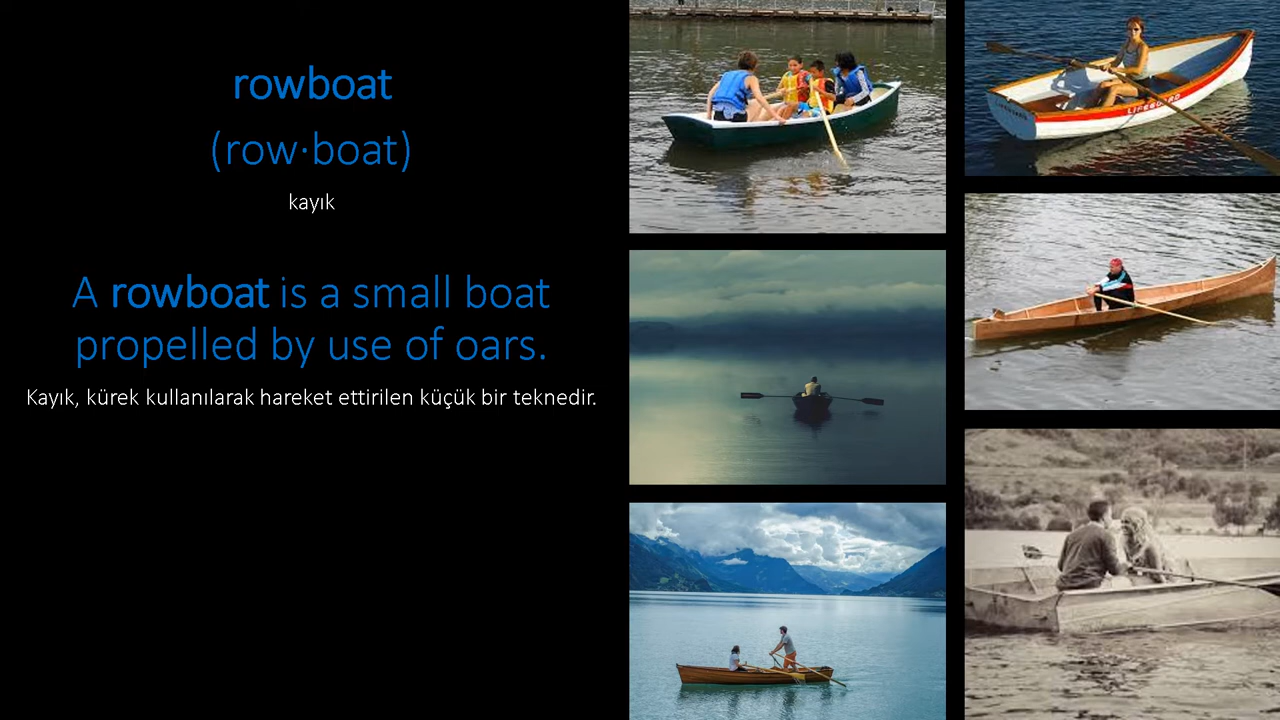 rowboat
(row·boat)
kayık
A rowboat is a small boat
propelled by use of oars.
Kayık, kürek kullanılarak hareket ettirilen küçük bir teknedir.
LIFEGUARD